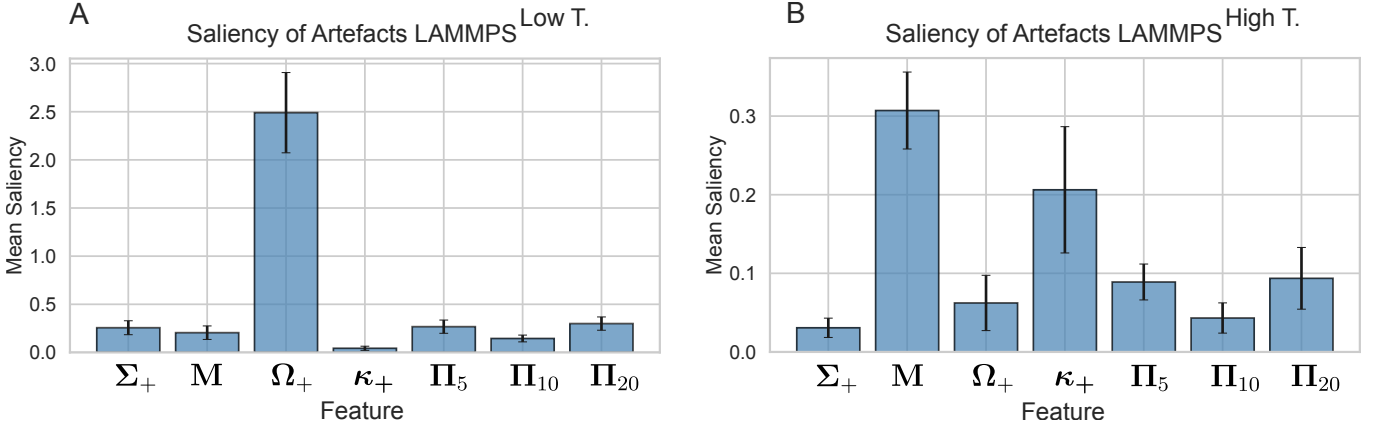 A
Saliency of Artefacts LAMMPS^Low T.
Mean Saliency
3.0
2.5
2.0
1.5
1.0
0.5
0.0
Σ₊ M Ω₊ κ₊ Π₅ Π₁₀ Π₂₀
Feature
B
Saliency of Artefacts LAMMPS^High T.
Mean Saliency
0.3
0.2
0.1
0.0
Σ₊ M Ω₊ κ₊ Π₅ Π₁₀ Π₂₀
Feature